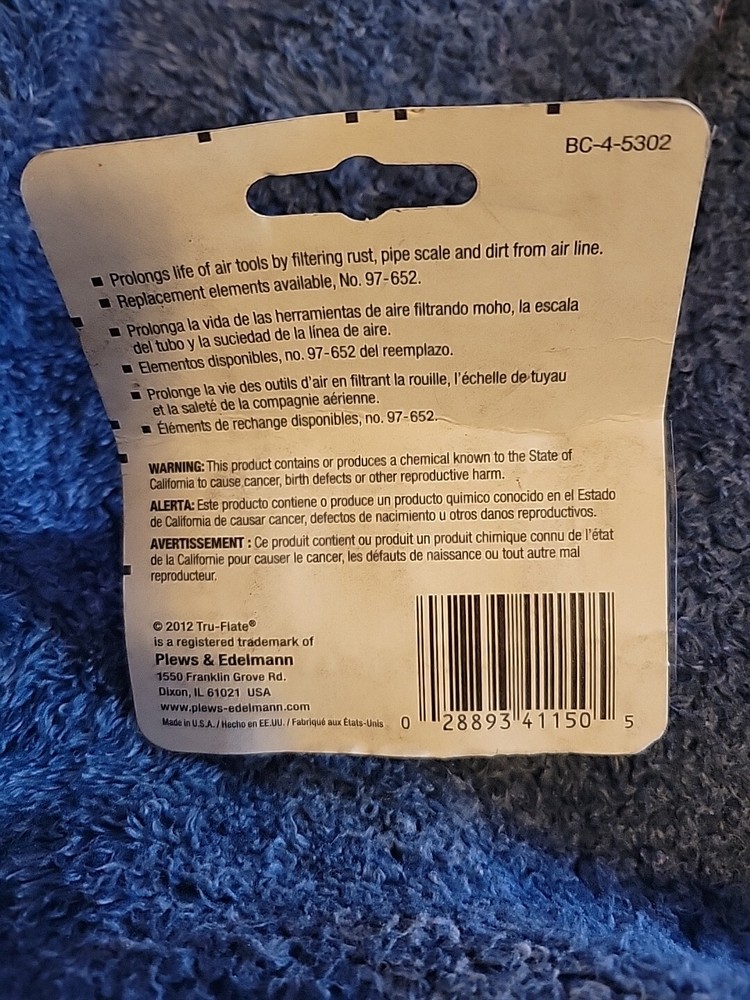 BC-4-5302
■ Prolongs life of air tools by filtering rust, pipe scale and dirt from air line.
■ Replacement elements available, No. 97-652.
■ Prolonga la vida de las herramientas de aire filtrando moho, la escala
del tubo y la suciedad de la línea de aire.
■ Elementos disponibles, no. 97-652 del reemplazo.
■ Prolonge la vie des outils d'air en filtrant la rouille, l'échelle de tuyau
et la saleté de la compagnie aérienne.
■ Éléments de rechange disponibles, no. 97-652.
WARNING: This product contains or produces a chemical known to the State of
California to cause cancer, birth defects or other reproductive harm.
ALERTA: Este producto contiene o produce un producto quimico conocido en el Estado
de California de causar cancer, defectos de nacimiento u otros danos reproductivos.
AVERTISSEMENT : Ce produit contient ou produit un produit chimique connu de l'état
de la Californie pour causer le cancer, les défauts de naissance ou tout autre mal
reproducteur.
© 2012 Tru-Flate®
is a registered trademark of
Plews & Edelmann
1550 Franklin Grove Rd.
Dixon, IL 61021 USA
www.plews-edelmann.com
Made in U.S.A. / Hecho en EE.UU. / Fabriqué aux États-Unis
0 28893 41150 5